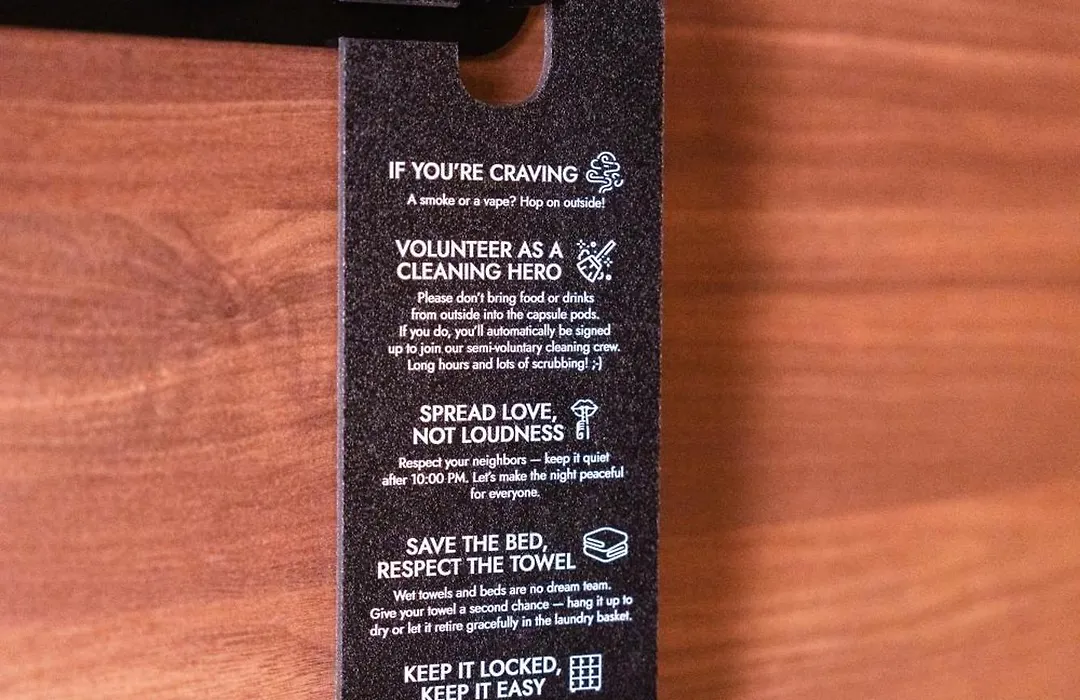 IF YOU'RE CRAVING
A smoke or a vape? Hop on outside!
VOLUNTEER AS A
CLEANING HERO
Please don't bring food or drinks
from outside into the capsule pods.
If you do, you'll automatically be signed
up to join our semi-voluntary cleaning crew.
Long hours and lots of scrubbing! ;-)
SPREAD LOVE,
NOT LOUDNESS
Respect your neighbors — keep it quiet
after 10:00 PM. Let's make the night peaceful
for everyone.
SAVE THE BED,
RESPECT THE TOWEL
Wet towels and beds are no dream team.
Give your towel a second chance — hang it up to
dry or let it retire gracefully in the laundry basket.
KEEP IT LOCKED,
KEEP IT EASY